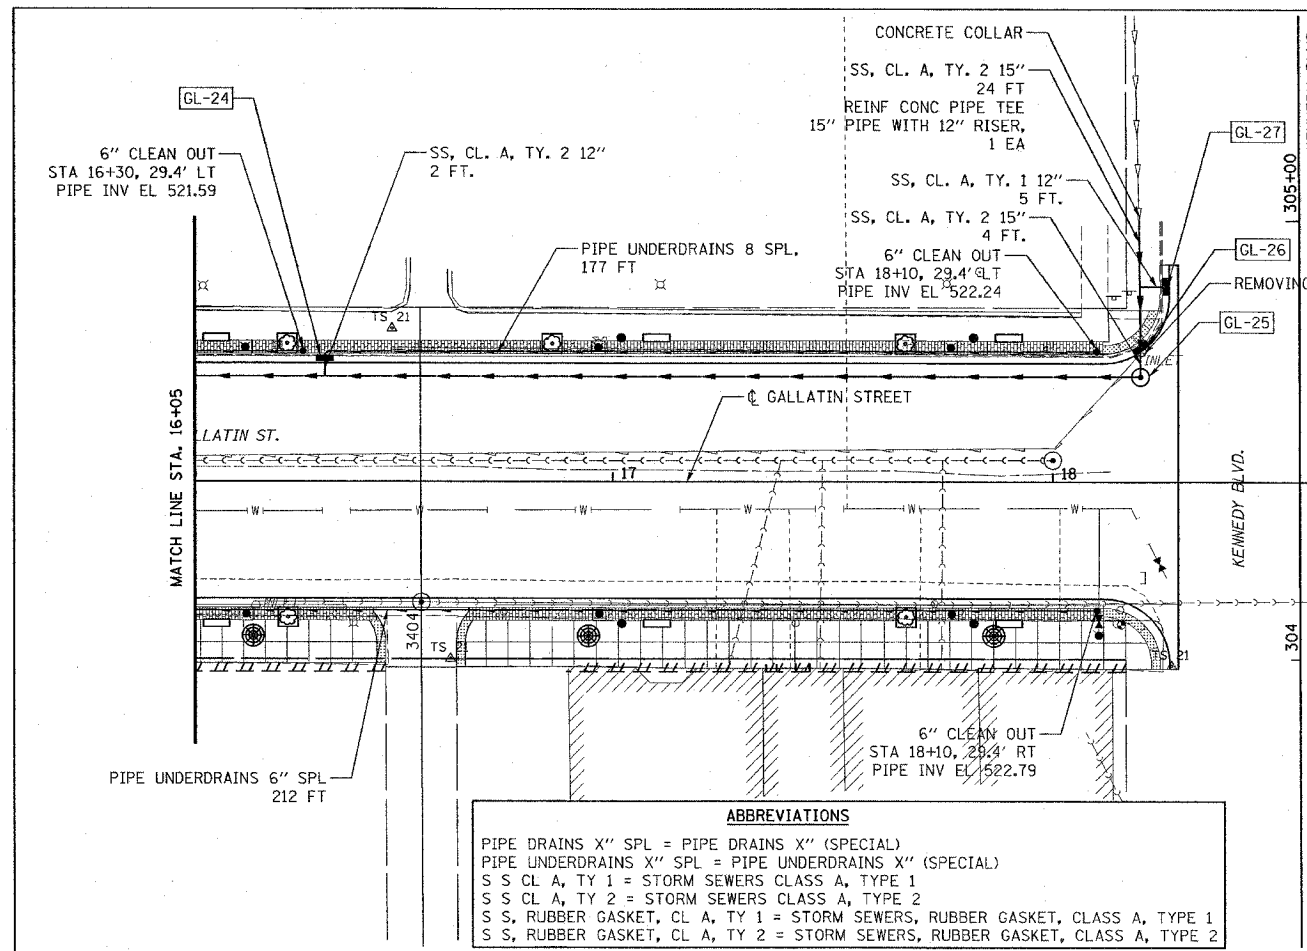 CONCRETE COLLAR
SS, CL. A, TY. 2 15"
24 FT
REINF CONC PIPE TEE
15" PIPE WITH 12" RISER,
1 EA
GL-24
GL-27
6" CLEAN OUT
STA 16+30, 29.4' LT
PIPE INV EL 521.59
SS, CL. A, TY. 2 12"
2 FT.
SS, CL. A, TY. 1 12"
5 FT.
SS, CL. A, TY. 2 15"
4 FT.
305+00
PIPE UNDERDRAINS 8 SPL,
177 FT
6" CLEAN OUT
STA 18+10, 29.4' LT
PIPE INV EL 522.24
GL-26
REMOVING
GL-25
TS 21
INLE
℄ GALLATIN STREET
LLATIN ST.
MATCH LINE STA. 16+05
17
18
KENNEDY BLVD.
W W W W W W
INLET
3404
TS
21
TS 21
304
6" CLEAN OUT
STA 18+10, 29.4' RT
PIPE INV EL 522.79
PIPE UNDERDRAINS 6" SPL
212 FT
ABBREVIATIONS
PIPE DRAINS X" SPL = PIPE DRAINS X" (SPECIAL)
PIPE UNDERDRAINS X" SPL = PIPE UNDERDRAINS X" (SPECIAL)
S S CL A, TY 1 = STORM SEWERS CLASS A, TYPE 1
S S CL A, TY 2 = STORM SEWERS CLASS A, TYPE 2
S S, RUBBER GASKET, CL A, TY 1 = STORM SEWERS, RUBBER GASKET, CLASS A, TYPE 1
S S, RUBBER GASKET, CL A, TY 2 = STORM SEWERS, RUBBER GASKET, CLASS A, TYPE 2